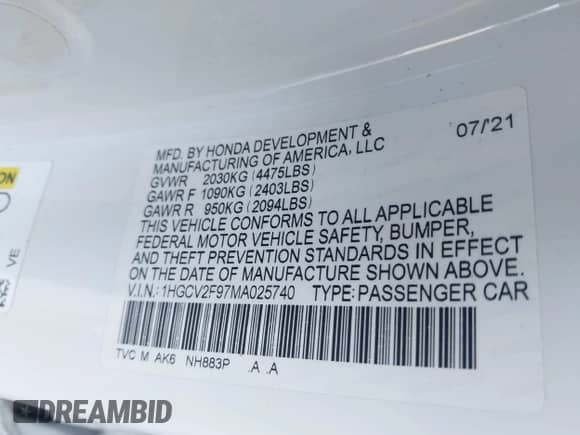 MFD. BY HONDA DEVELOPMENT & 07/'21
MANUFACTURING OF AMERICA, LLC
GVWR 2030KG (4475LBS)
GAWR F 1090KG (2403LBS)
GAWR R 950KG (2094LBS)
THIS VEHICLE CONFORMS TO ALL APPLICABLE
FEDERAL MOTOR VEHICLE SAFETY, BUMPER,
AND THEFT PREVENTION STANDARDS IN EFFECT
ON THE DATE OF MANUFACTURE SHOWN ABOVE.
V.I.N.: 1HGCV2F97MA025740 TYPE: PASSENGER CAR
TVC M AK6 NH883P .A .A
VE
DREAMBID